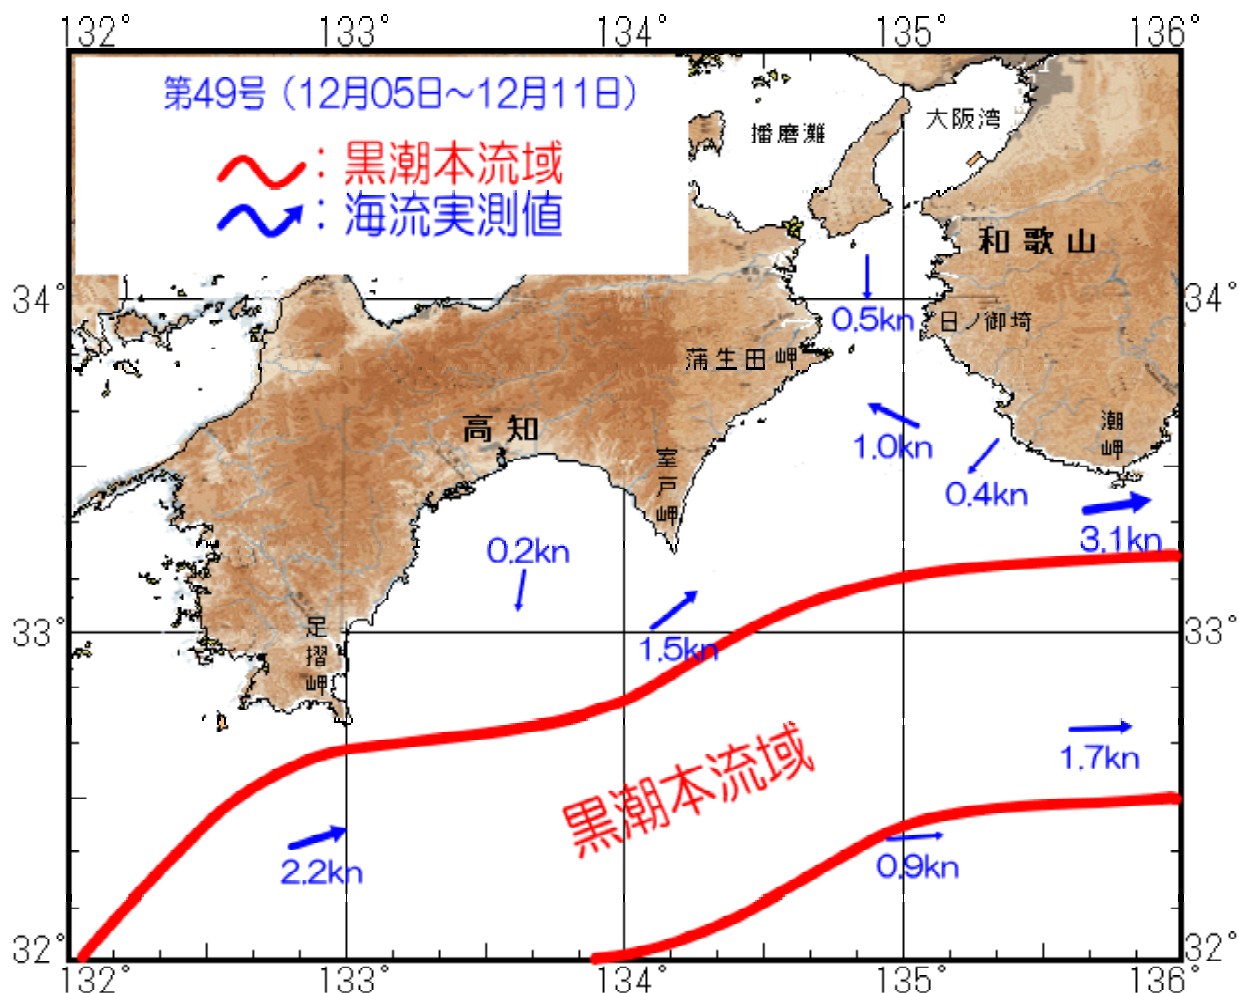 132° 133° 134° 135° 136°
第49号（12月05日～12月11日）
：黒潮本流域
：海流実測値
播磨灘
大阪湾
和歌山
34°
34°
0.5kn
日ノ御埼
蒲生田岬
高知
潮岬
1.0kn
室戸岬
0.4kn
3.1kn
0.2kn
足摺岬
33°
33°
1.5kn
黒潮本流域
1.7kn
2.2kn
0.9kn
32°
32°
132° 133° 134° 135° 136°